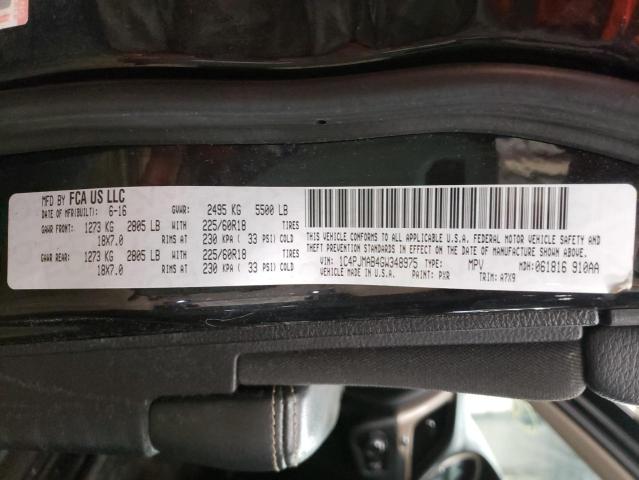 MFD BY FCA US LLC
DATE OF MFR(BUILT): 6-16 GVWR: 2495 KG 5500 LB
GAWR FRONT: 1273 KG 2805 LB WITH 225/60R18 TIRES
18X7.0 RIMS AT 230 KPA ( 33 PSI) COLD
GAWR REAR: 1273 KG 2805 LB WITH 225/60R18 TIRES
18X7.0 RIMS AT 230 KPA ( 33 PSI) COLD
THIS VEHICLE CONFORMS TO ALL APPLICABLE U.S.A. FEDERAL MOTOR VEHICLE SAFETY AND
THEFT PREVENTION STANDARDS IN EFFECT ON THE DATE OF MANUFACTURE SHOWN ABOVE.
VIN: 1C4PJMAB4GW348975 TYPE: MPV MDH: 061816 910AA
VEHICLE MADE IN U.S.A. PAINT: PXR TRIM: A7X9